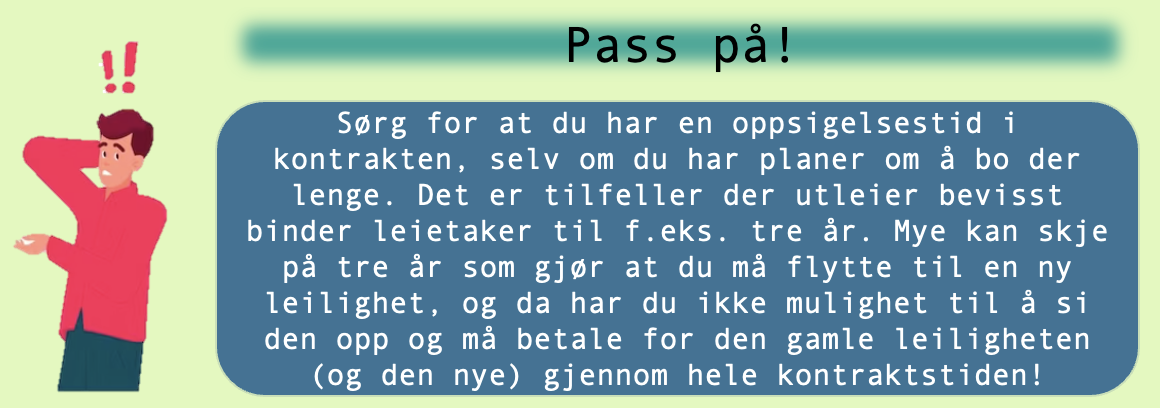 !!
Pass på!
Sørg for at du har en oppsigelsestid i
kontrakten, selv om du har planer om å bo der
lenge. Det er tilfeller der utleier bevisst
binder leietaker til f.eks. tre år. Mye kan skje
på tre år som gjør at du må flytte til en ny
leilighet, og da har du ikke mulighet til å si
den opp og må betale for den gamle leiligheten
(og den nye) gjennom hele kontraktstiden!